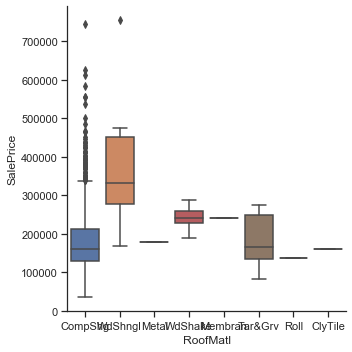 700000
600000
500000
400000
300000
200000
100000
0
SalePrice
CompShg WdShngl Metal WdShake Membran Tar&Grv Roll ClyTile
RoofMatl